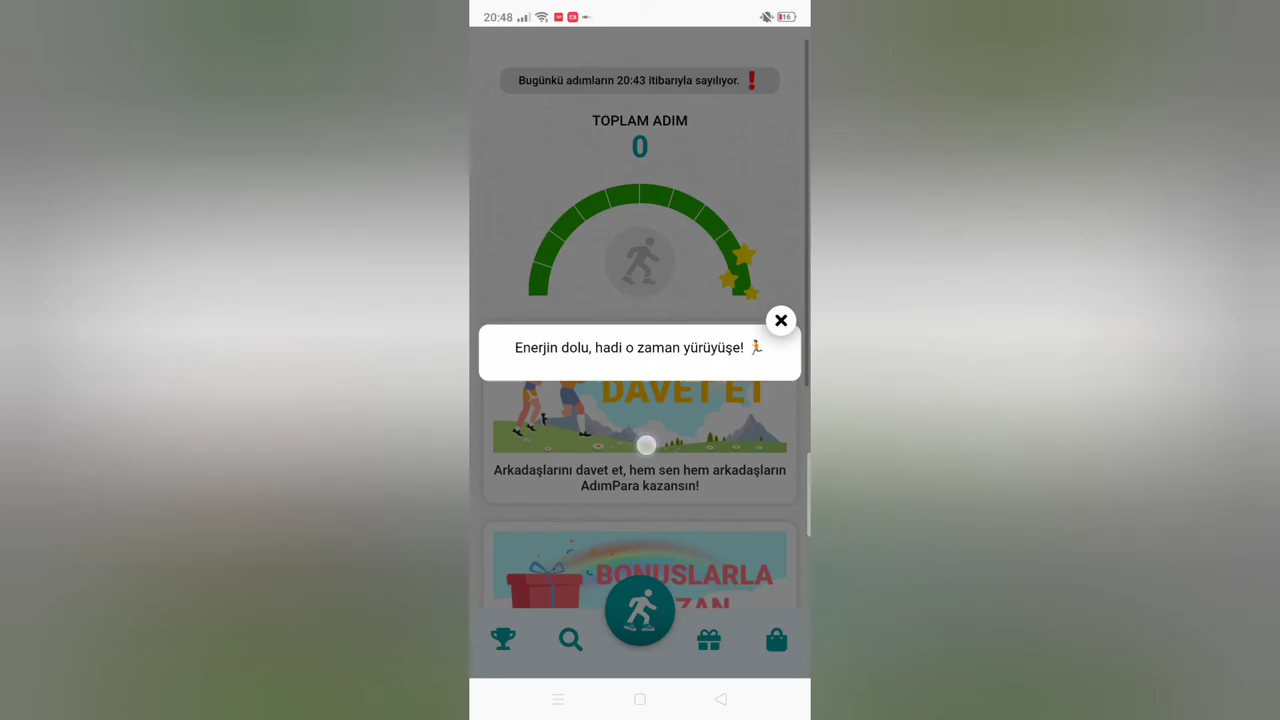 20:48
16
Bugünkü adımların 20:43 itibarıyla sayılıyor. ❗
TOPLAM ADIM
0
Enerjin dolu, hadi o zaman yürüyüşe! 🏃
DAVET ET
Arkadaşlarını davet et, hem sen hem arkadaşların
AdımPara kazansın!
BONUSLARLA